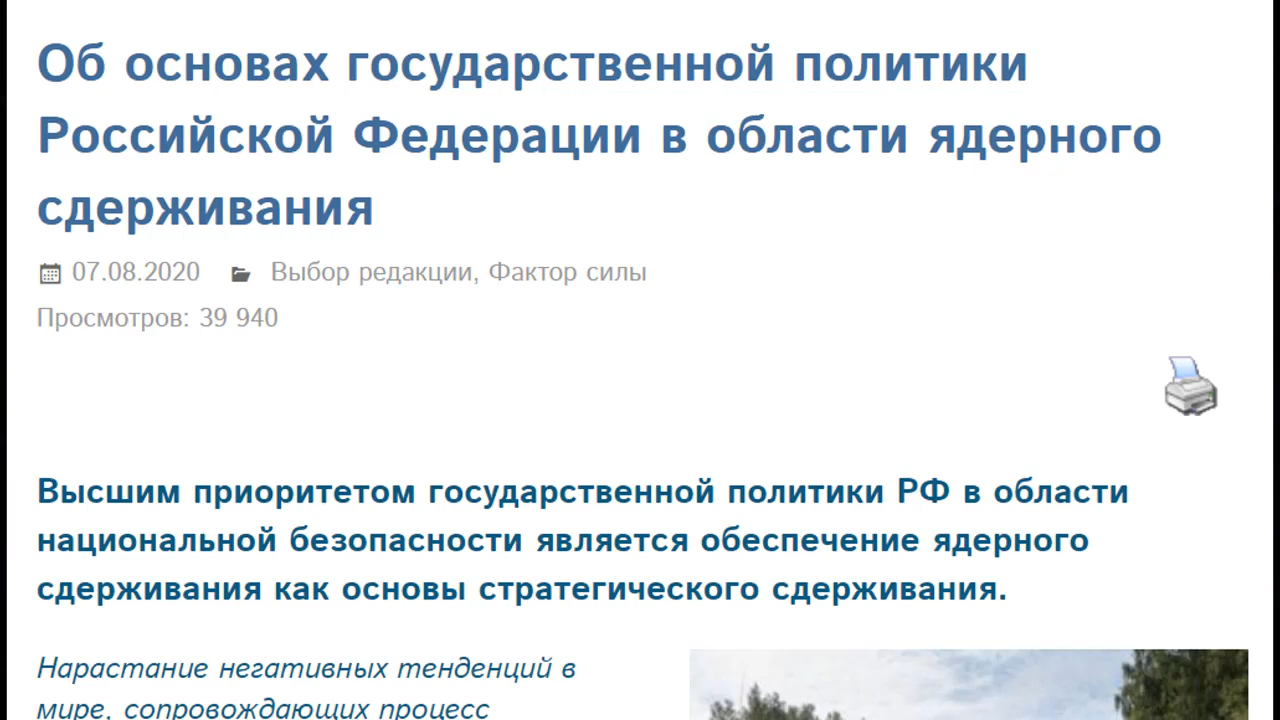 Об основах государственной политики
Российской Федерации в области ядерного
сдерживания
07.08.2020 Выбор редакции, Фактор силы
Просмотров: 39 940
Высшим приоритетом государственной политики РФ в области
национальной безопасности является обеспечение ядерного
сдерживания как основы стратегического сдерживания.
Нарастание негативных тенденций в
мире, сопровождающих процесс